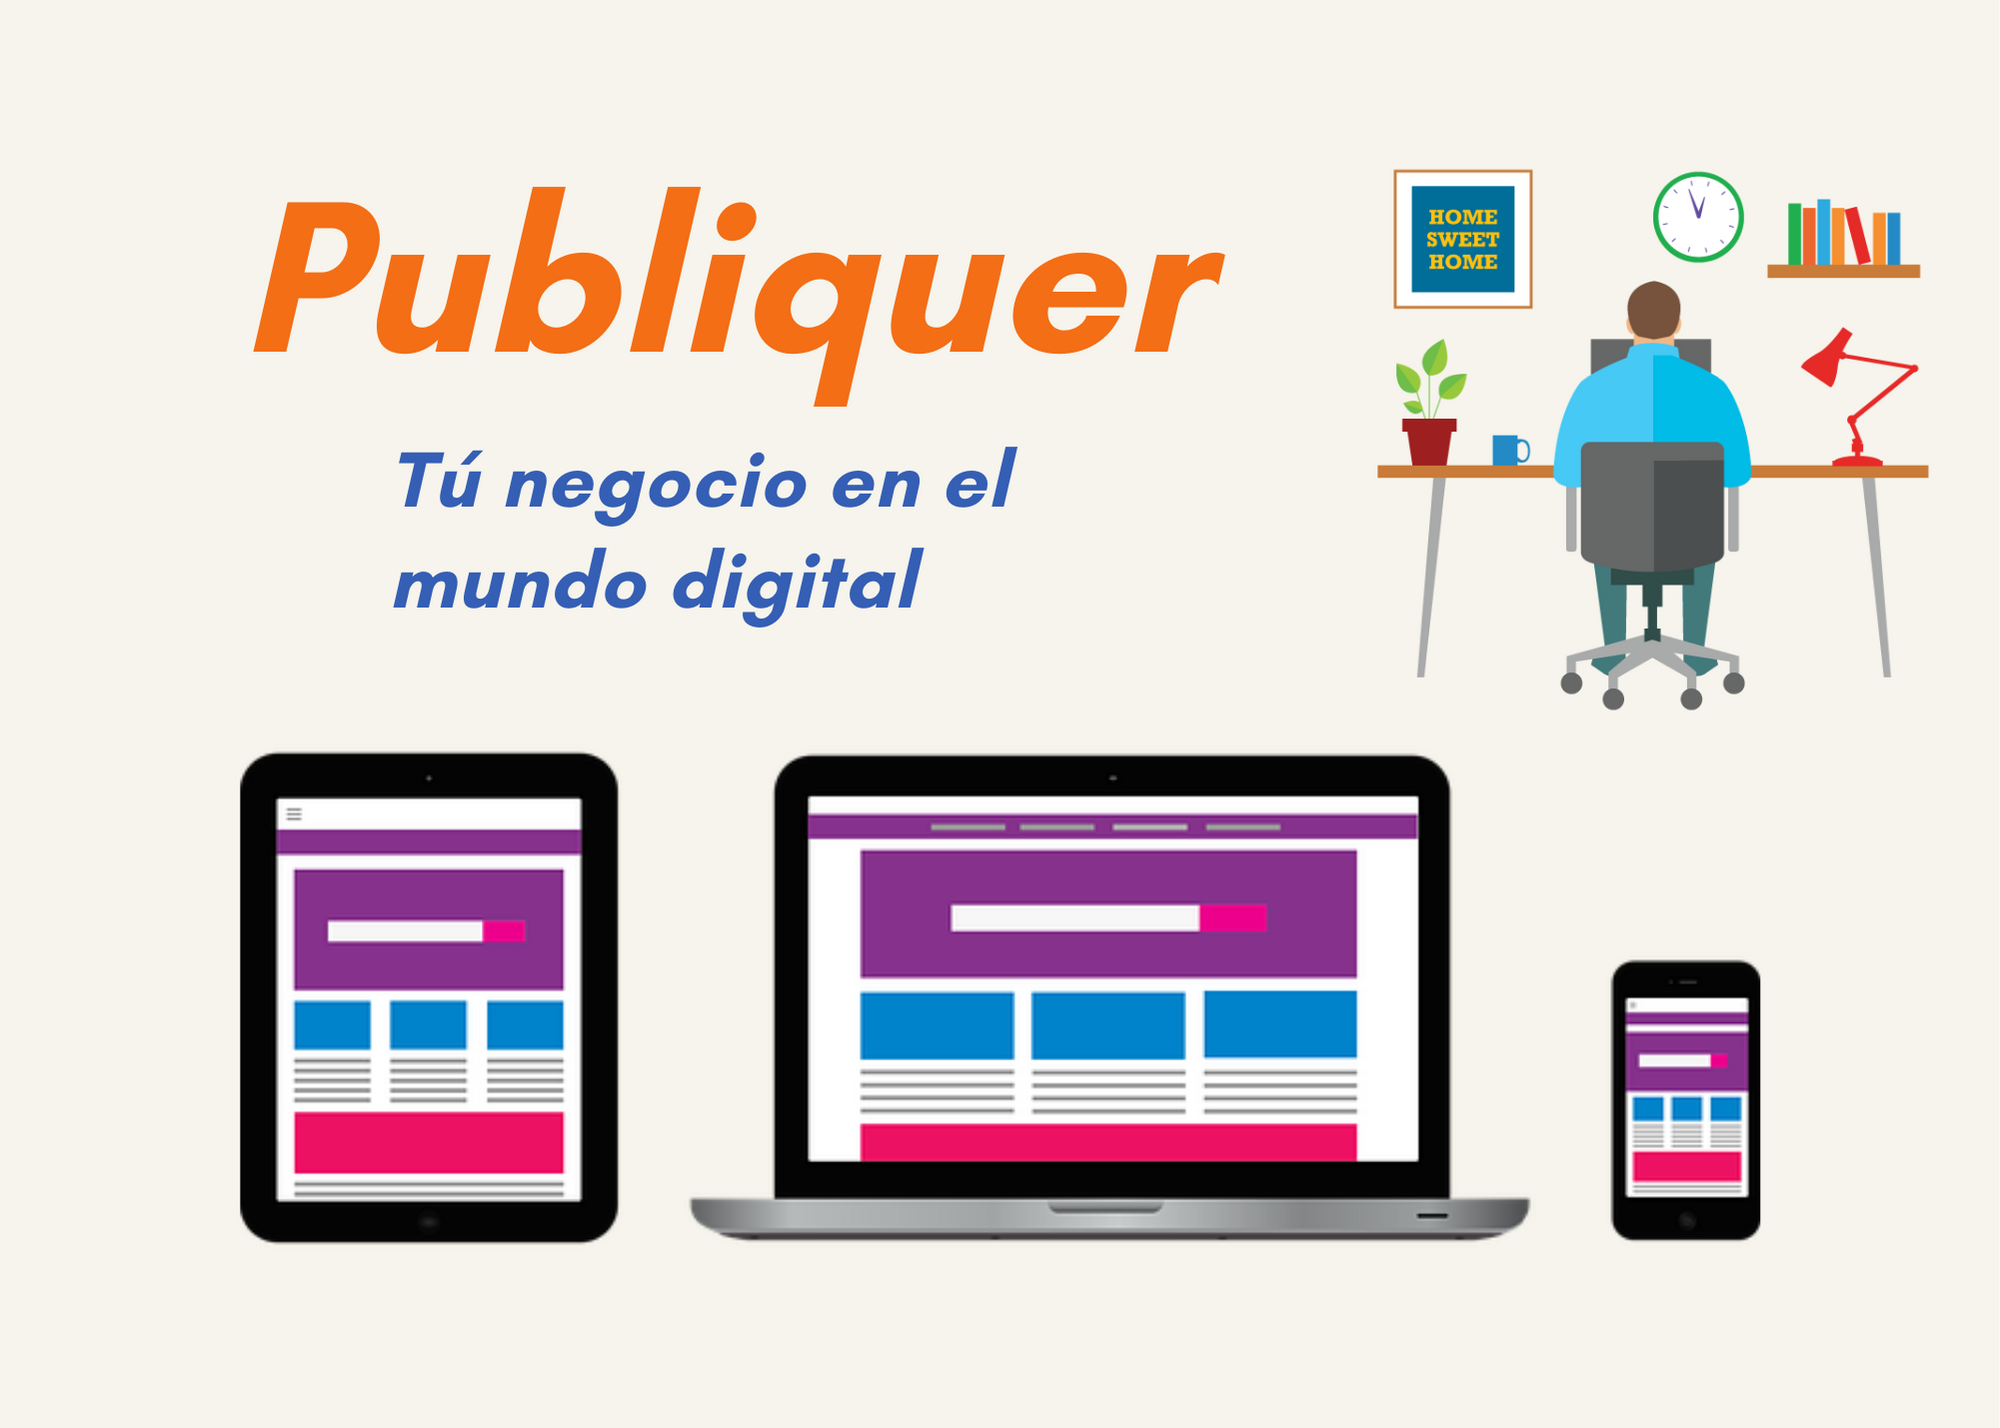 Publiquer
Tú negocio en el
mundo digital
HOME
SWEET
HOME